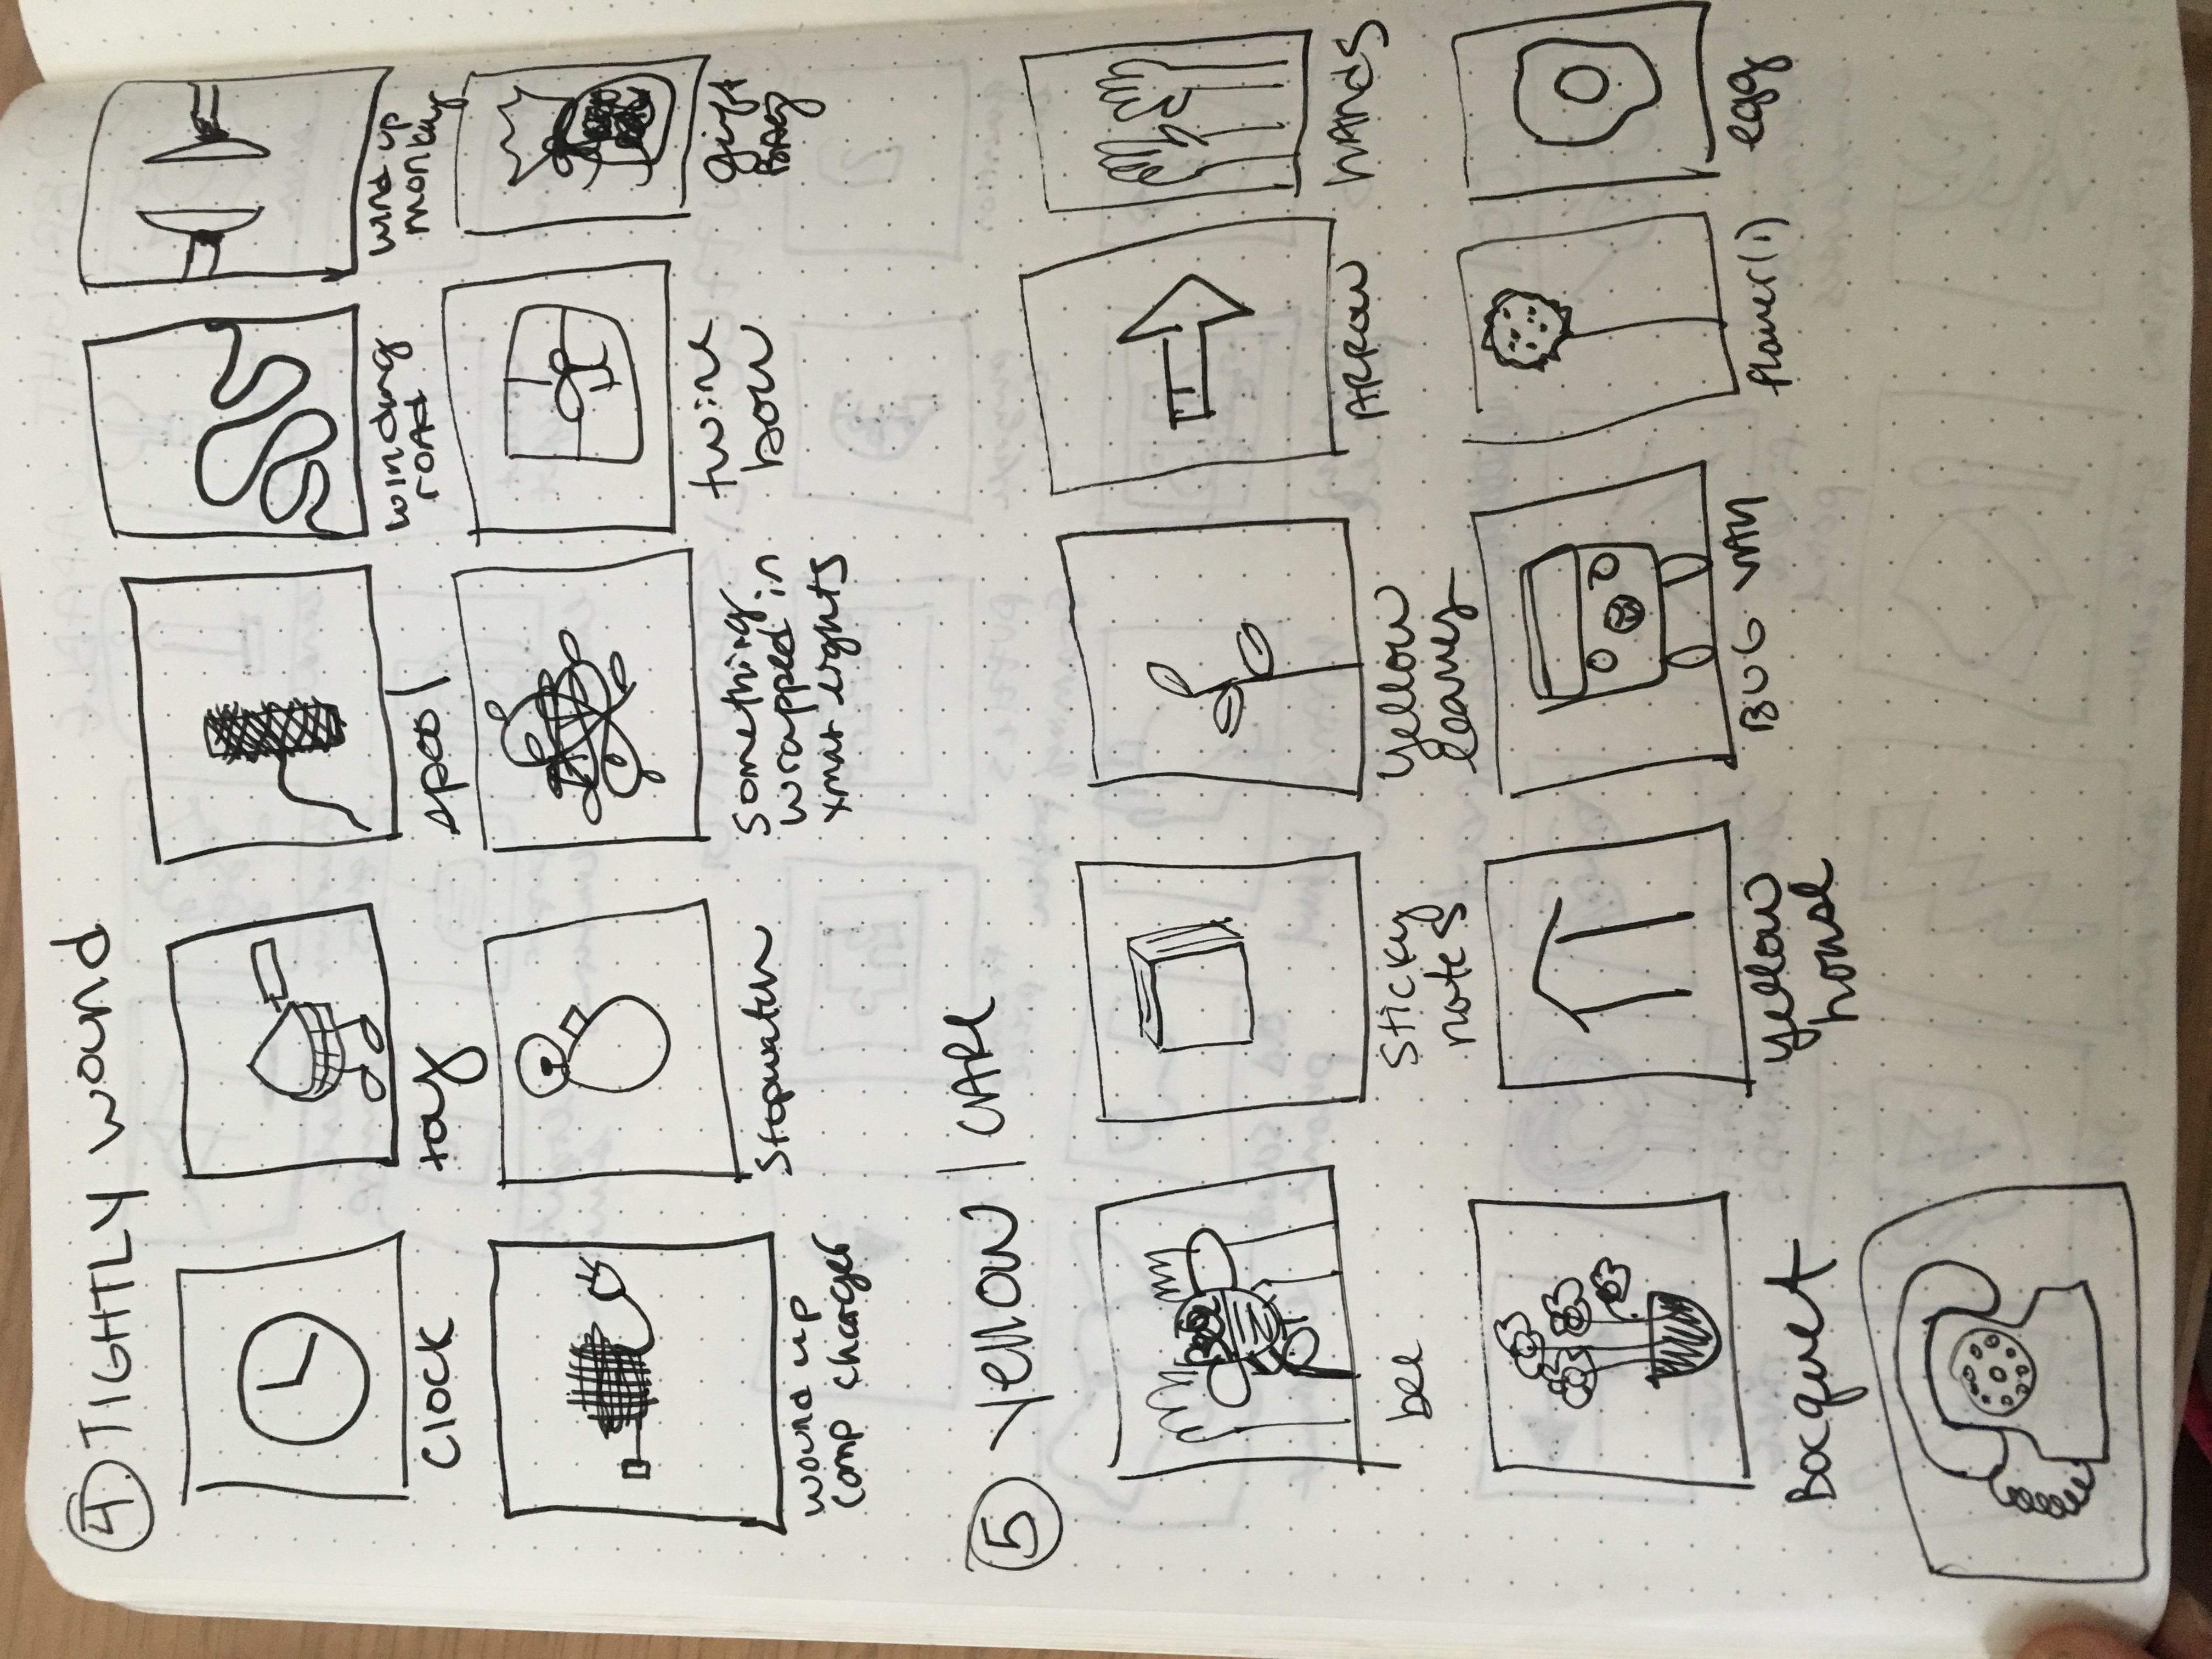 4 TIGHTLY wound
clock
toy
spool
winding
road
wind up
monkey
wound up
comp charger
Stopwatch
Something
wrapped in
xmas lights
twine
bow
gift
BAg
5 Yellow / CARE
bee
Sticky
notes
yellow
leaves
ARROW
hANdS
Bocquet
yellow
house
BUG VAN
flower(i)
egg